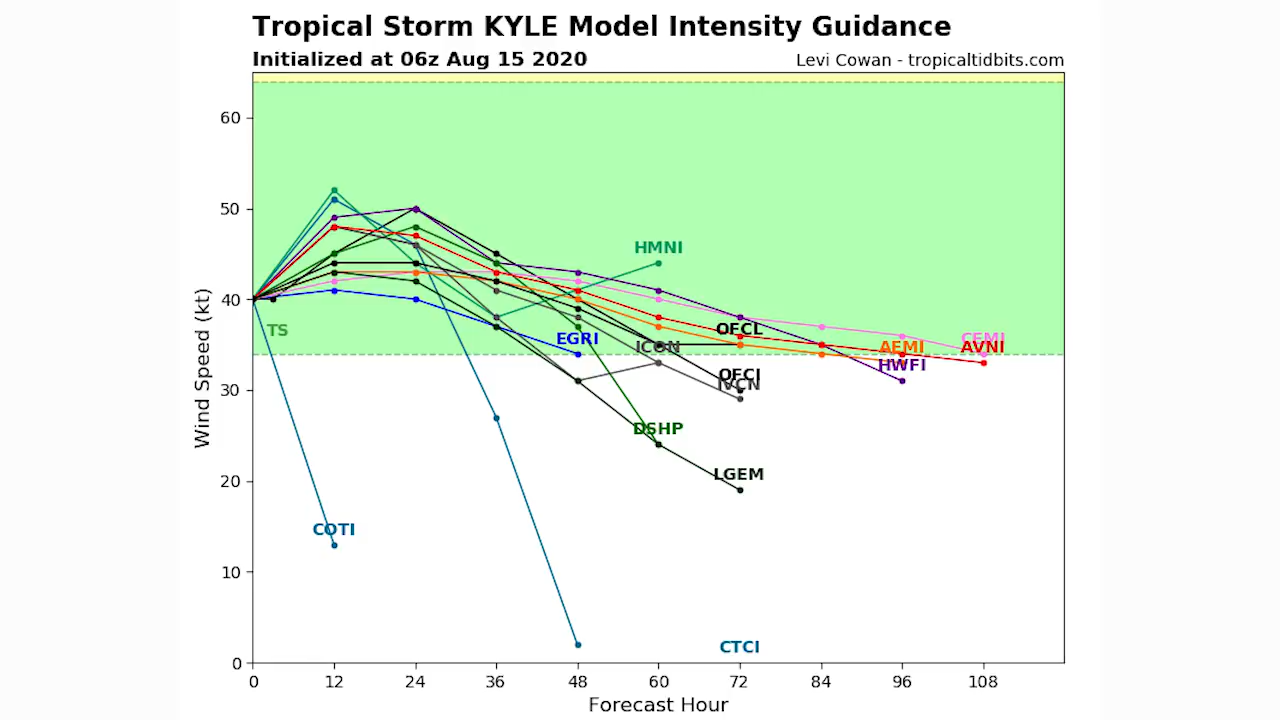 Tropical Storm KYLE Model Intensity Guidance
Initialized at 06z Aug 15 2020
Levi Cowan - tropicaltidbits.com
Wind Speed (kt)
60
50
40
30
20
10
0
HMNI
TS
EGRI
ICON
OFCL
CEMI
AEMI
AVNI
HWFI
OFCI
IVCN
DSHP
LGEM
COTI
CTCI
0 12 24 36 48 60 72 84 96 108
Forecast Hour